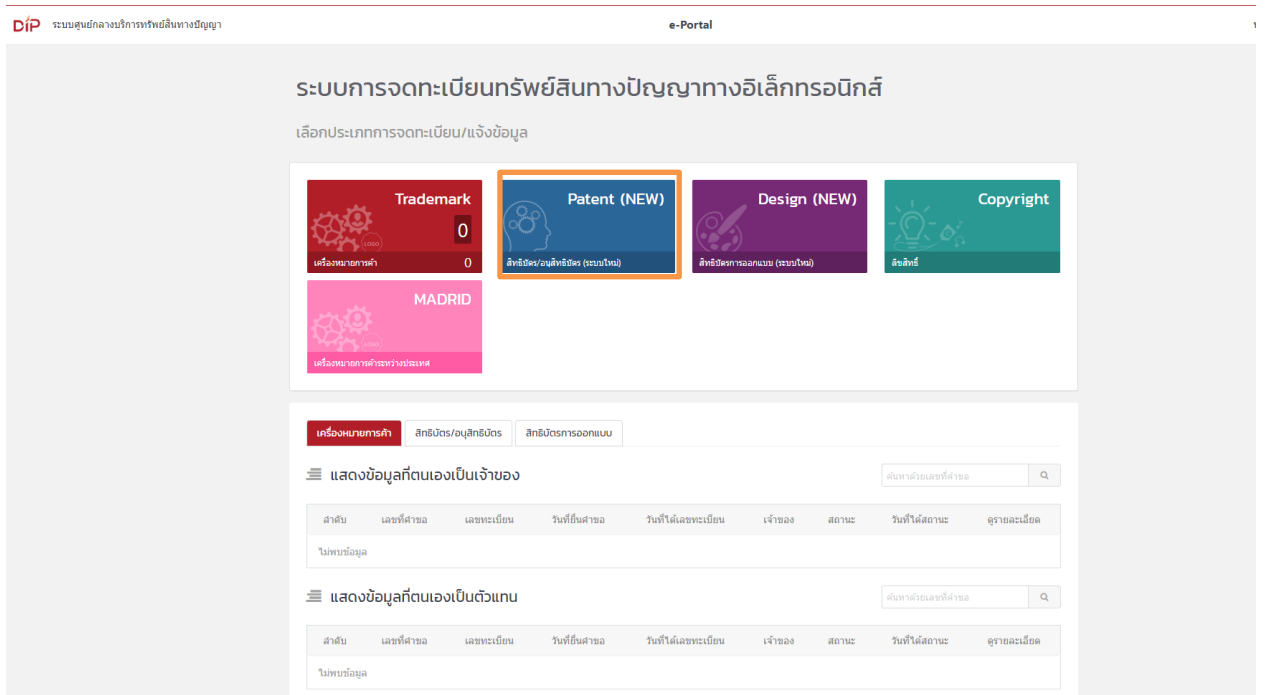 DiP ระบบศูนย์กลางบริการทรัพย์สินทางปัญญา e-Portal
ระบบการจดทะเบียนทรัพย์สินทางปัญญาทางอิเล็กทรอนิกส์
เลือกประเภทการจดทะเบียน/แจ้งข้อมูล
Trademark
0
LOGO
เครื่องหมายการค้า 0
Patent (NEW)
สิทธิบัตร/อนุสิทธิบัตร (ระบบใหม่)
Design (NEW)
สิทธิบัตรการออกแบบ (ระบบใหม่)
Copyright
ลิขสิทธิ์
MADRID
LOGO
เครื่องหมายการค้าระหว่างประเทศ
เครื่องหมายการค้า สิทธิบัตร/อนุสิทธิบัตร สิทธิบัตรการออกแบบ
แสดงข้อมูลที่ตนเองเป็นเจ้าของ ค้นหาด้วยเลขที่คำขอ
ลำดับ เลขที่คำขอ เลขทะเบียน วันที่ยื่นคำขอ วันที่ได้เลขทะเบียน เจ้าของ สถานะ วันที่ได้สถานะ ดูรายละเอียด
ไม่พบข้อมูล
แสดงข้อมูลที่ตนเองเป็นตัวแทน ค้นหาด้วยเลขที่คำขอ
ลำดับ เลขที่คำขอ เลขทะเบียน วันที่ยื่นคำขอ วันที่ได้เลขทะเบียน เจ้าของ สถานะ วันที่ได้สถานะ ดูรายละเอียด
ไม่พบข้อมูล